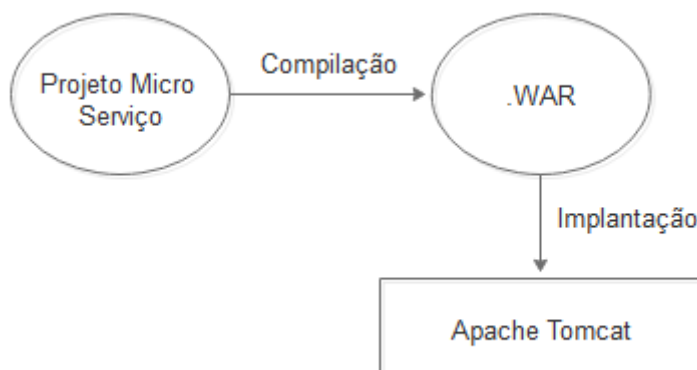 Projeto Micro
Serviço
Compilação
.WAR
Implantação
Apache Tomcat